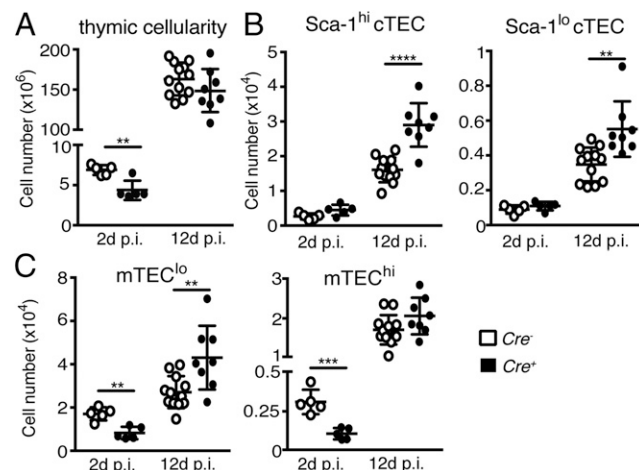 A
thymic cellularity
Cell number (x10⁶)
200
150
100
10
5
0
**
2d p.i.
12d p.i.
B
Sca-1ʰⁱ cTEC
Cell number (x10⁴)
5
4
3
2
1
0
****
2d p.i.
12d p.i.
Sca-1ˡᵒ cTEC
1
0.8
0.6
0.4
0.2
0
**
2d p.i.
12d p.i.
C
mTECˡᵒ
Cell number (x10⁴)
8
6
4
2
0
**
**
2d p.i.
12d p.i.
mTECʰⁱ
3
2
1
0.5
0.25
0
***
2d p.i.
12d p.i.
Cre⁻
Cre⁺